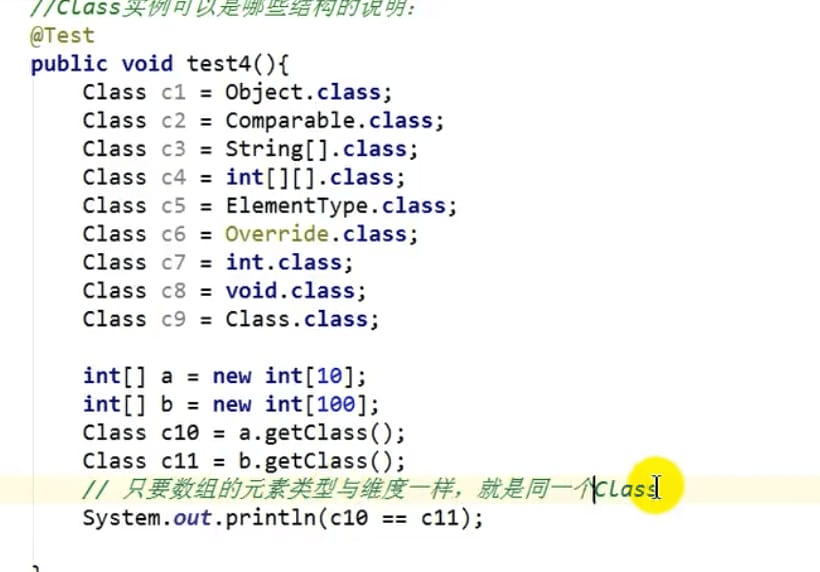 //Class实例可以是哪些结构的说明：
@Test
public void test4(){
Class c1 = Object.class;
Class c2 = Comparable.class;
Class c3 = String[].class;
Class c4 = int[][].class;
Class c5 = ElementType.class;
Class c6 = Override.class;
Class c7 = int.class;
Class c8 = void.class;
Class c9 = Class.class;
int[] a = new int[10];
int[] b = new int[100];
Class c10 = a.getClass();
Class c11 = b.getClass();
// 只要数组的元素类型与维度一样，就是同一个Class
System.out.println(c10 == c11);
}